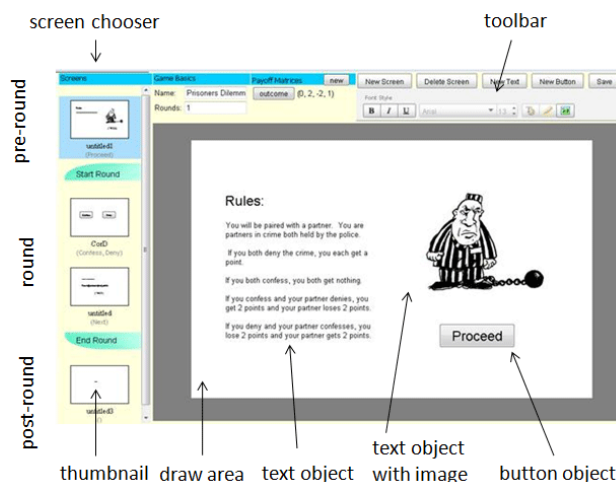 screen chooser
toolbar
pre-round
round
post-round
Screens
Game Basics
Payoff Matrices
new
New Screen
Delete Screen
New Text
New Button
Save
Name:
Prisoners Dilemm
outcome
(0, 2, -2, 1)
Rounds:
1
Font Style
B
I
U
Arial
untitled1
(Proceed)
Start Round
ConD
(Confess, Deny)
untitled
(Next)
End Round
untitled3
Rules:
You will be paired with a partner. You are
partners in crime both held by the police.
If you both deny the crime, you each get a
point.
If you both confess, you both get nothing.
If you confess and your partner denies, you
get 2 points and your partner loses 2 points.
If you deny and your partner confesses, you
lose 2 points and your partner gets 2 points.
Proceed
thumbnail
draw area
text object
text object
with image
button object